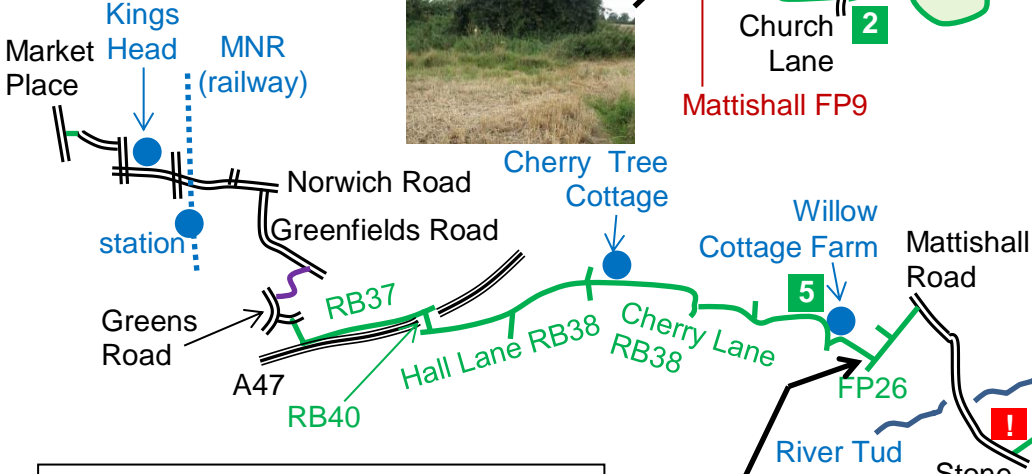 Kings
Head
Market
Place
MNR
(railway)
Church
Lane
2
Mattishall FP9
Norwich Road
station
Greenfields Road
Cherry Tree
Cottage
Willow
Cottage Farm
Mattishall
Road
5
RB37
Greens
Road
Hall Lane RB38
Cherry Lane
RB38
A47
RB40
FP26
River Tud
!
Stone